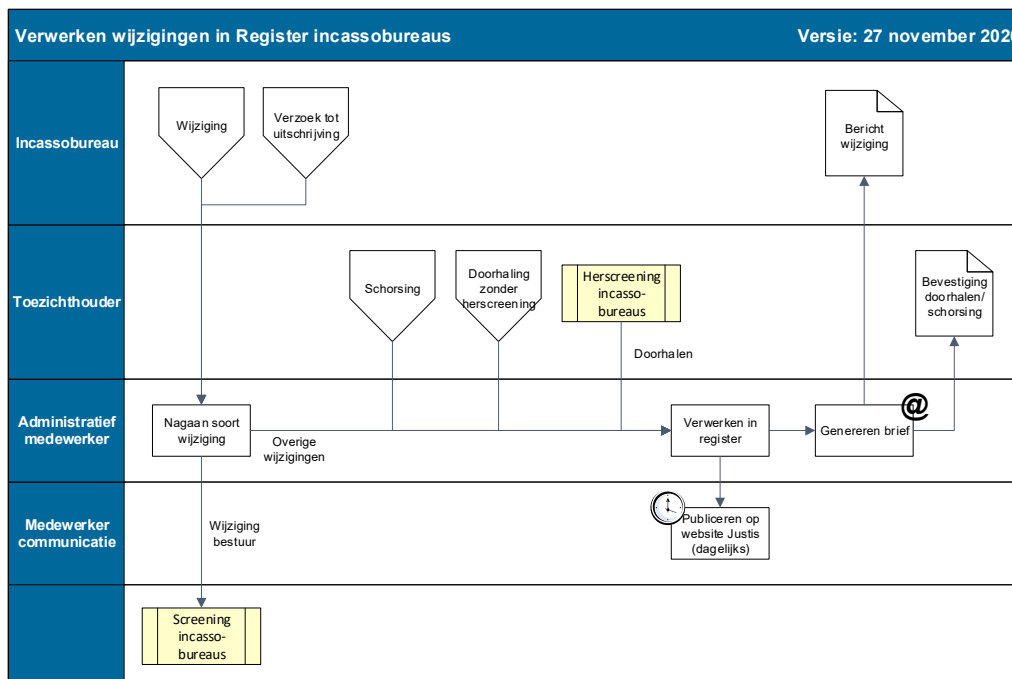 Verwerken wijzigingen in Register incassobureaus
Versie: 27 november 2020
Incassobureau
Wijziging
Verzoek tot
uitschrijving
Bericht
wijziging
Toezichthouder
Schorsing
Doorhaling
zonder
herscreening
Herscreening
incasso-
bureaus
Bevestiging
doorhalen/
schorsing
Doorhalen
Administratief
medewerker
Nagaan soort
wijziging
Overige
wijzigingen
Verwerken in
register
Genereren brief
@
Medewerker
communicatie
Wijziging
bestuur
Publiceren op
website Justis
(dagelijks)
Screening
incasso-
bureaus